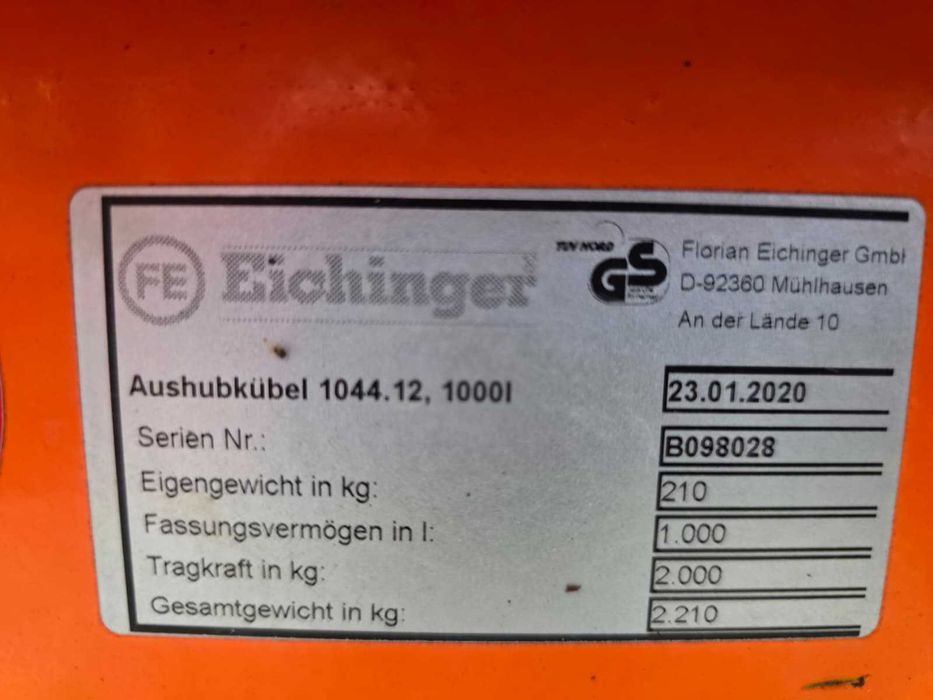 FE Eichinger
TÜV NORD
GS
Florian Eichinger GmbH
D-92360 Mühlhausen
An der Lände 10
Aushubkübel 1044.12, 1000l 23.01.2020
Serien Nr.: B098028
Eigengewicht in kg: 210
Fassungsvermögen in l: 1.000
Tragkraft in kg: 2.000
Gesamtgewicht in kg: 2.210